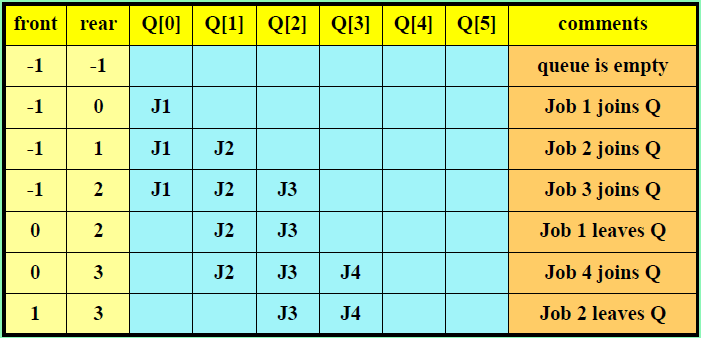 front rear Q[0] Q[1] Q[2] Q[3] Q[4] Q[5] comments
-1 -1 queue is empty
-1 0 J1 Job 1 joins Q
-1 1 J1 J2 Job 2 joins Q
-1 2 J1 J2 J3 Job 3 joins Q
0 2 J2 J3 Job 1 leaves Q
0 3 J2 J3 J4 Job 4 joins Q
1 3 J3 J4 Job 2 leaves Q